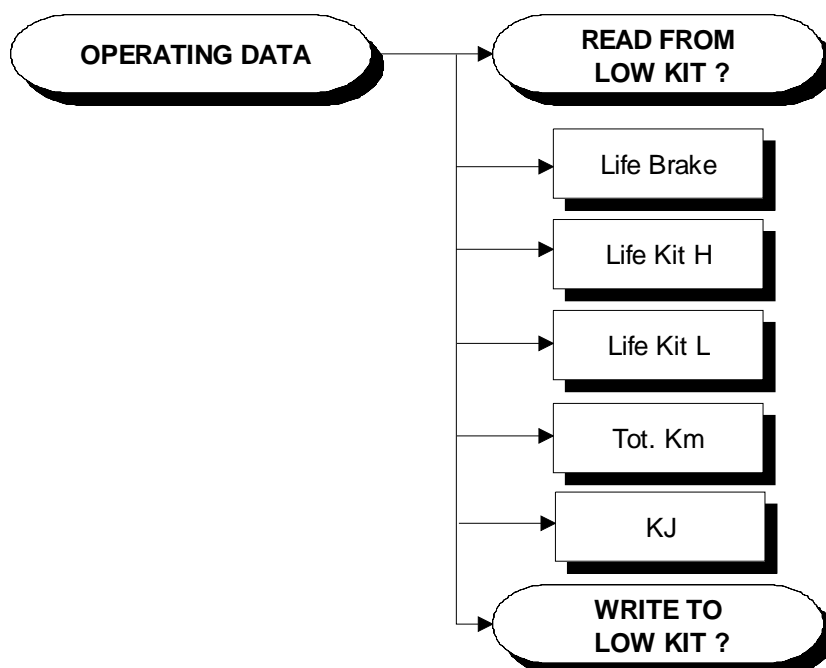 OPERATING DATA
READ FROM
LOW KIT ?
Life Brake
Life Kit H
Life Kit L
Tot. Km
KJ
WRITE TO
LOW KIT ?